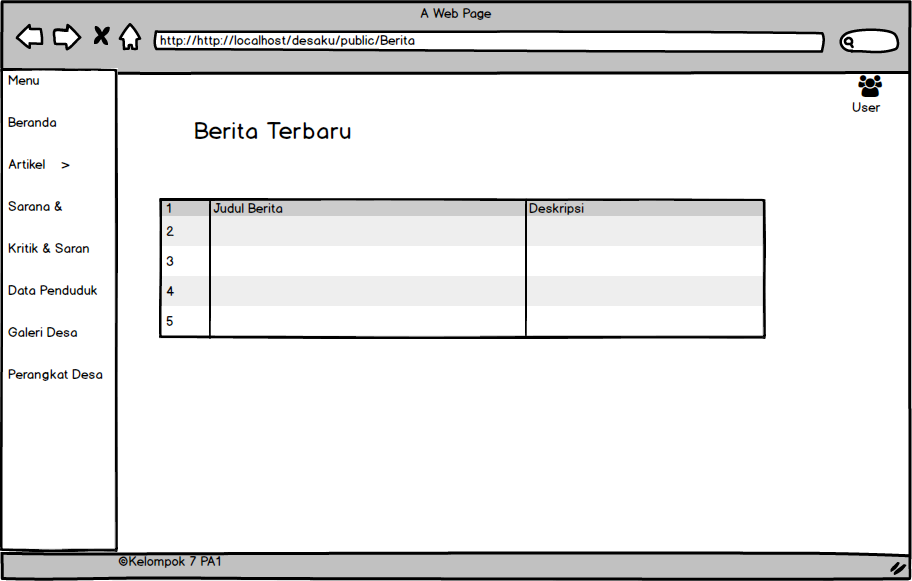 A Web Page
http://http://localhost/desaku/public/Berita
Menu
Beranda
Artikel >
Sarana &
Kritik & Saran
Data Penduduk
Galeri Desa
Perangkat Desa
User
Berita Terbaru
1 Judul Berita Deskripsi
2
3
4
5
©Kelompok 7 PA1